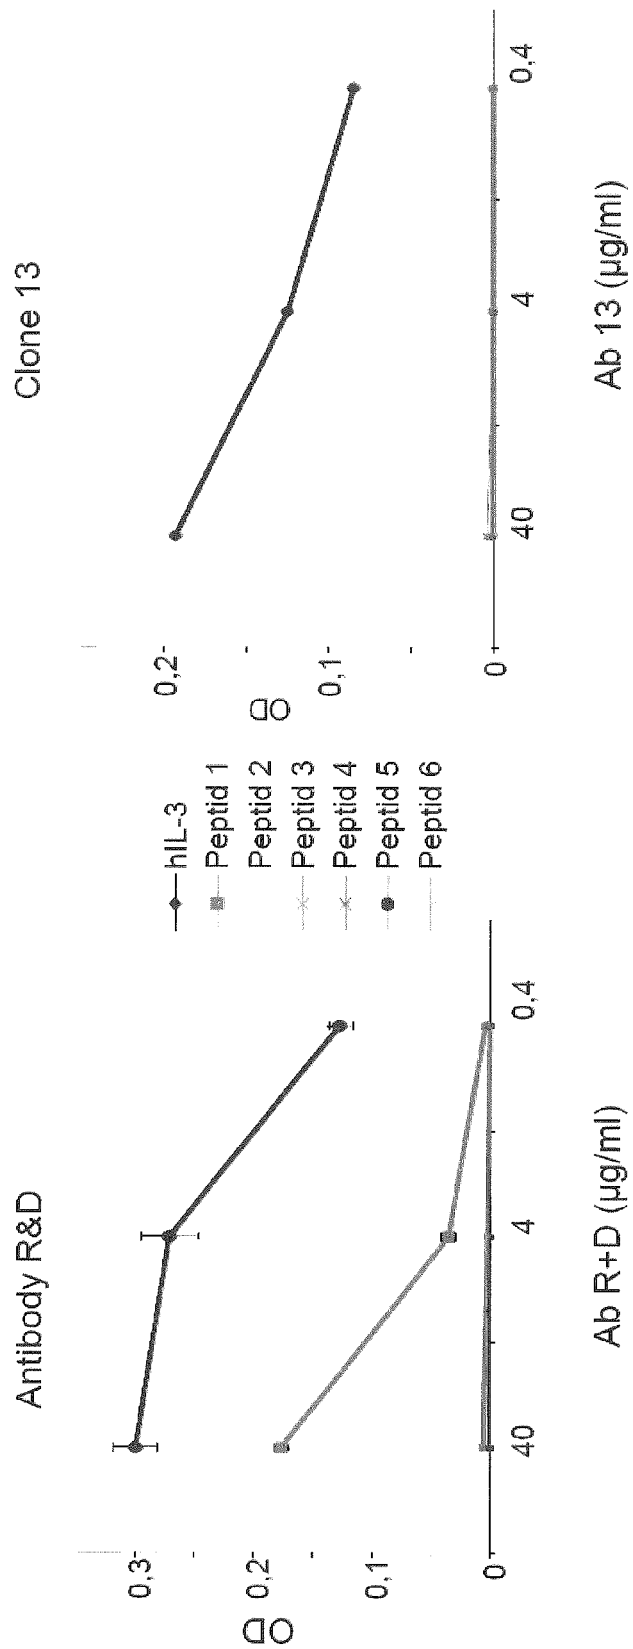 Antibody R&D
OD
0,3
0,2
0,1
0
40
4
0,4
Ab R+D (µg/ml)
hIL-3
Peptid 1
Peptid 2
Peptid 3
Peptid 4
Peptid 5
Peptid 6
Clone 13
OD
0,2
0,1
0
40
4
0,4
Ab 13 (µg/ml)